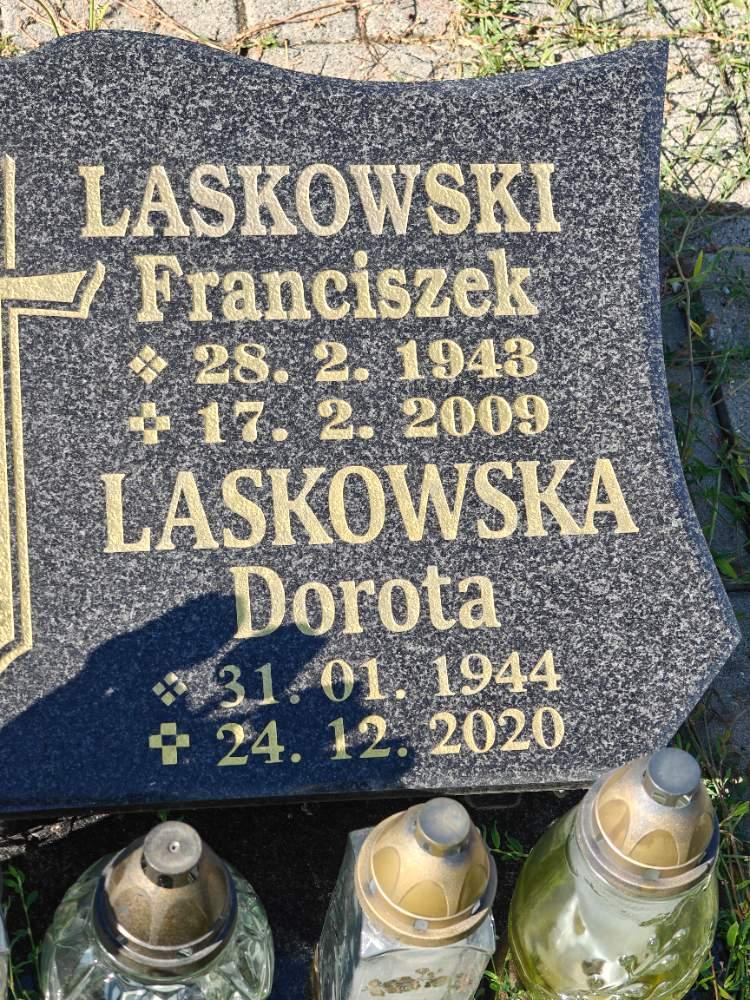 LASKOWSKI
Franciszek
28. 2. 1943
17. 2. 2009
LASKOWSKA
Dorota
31. 01. 1944
24. 12. 2020